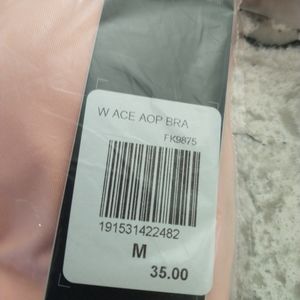 W ACE AOP BRA
FK9875
191531422482
M
35.00